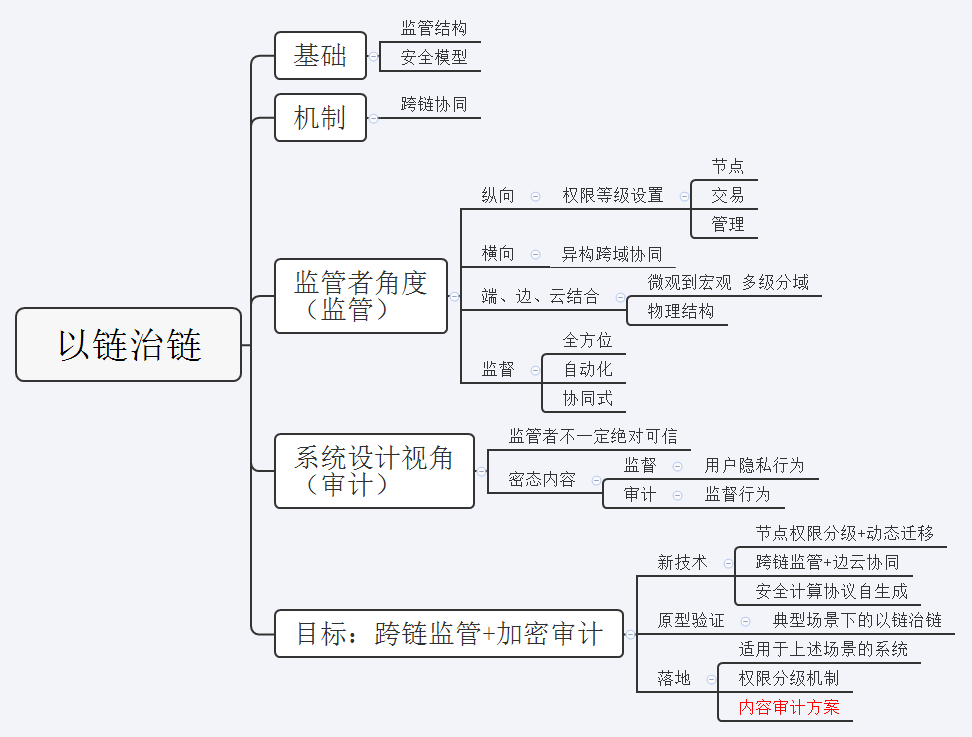 以链治链
基础
监管结构
安全模型
机制
跨链协同
监管者角度
（监管）
纵向
权限等级设置
节点
交易
管理
横向
异构跨域协同
端、边、云结合
微观到宏观 多级分域
物理结构
监督
全方位
自动化
协同式
系统设计视角
（审计）
监管者不一定绝对可信
密态内容
监督
用户隐私行为
审计
监督行为
目标：跨链监管+加密审计
新技术
节点权限分级+动态迁移
跨链监管+边云协同
安全计算协议自生成
原型验证
典型场景下的以链治链
落地
适用于上述场景的系统
权限分级机制
内容审计方案